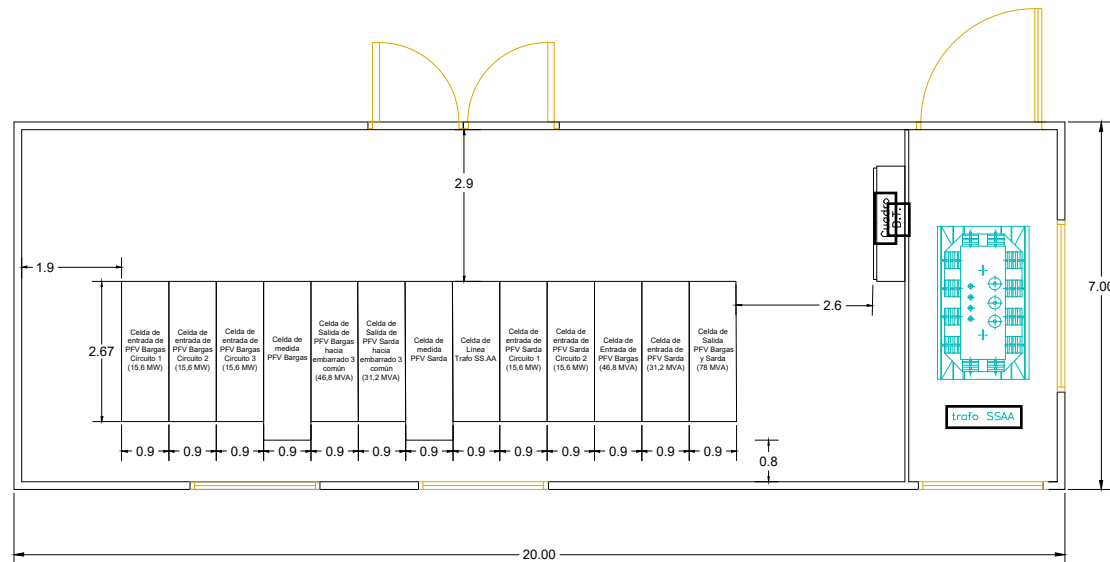 2.9
1.9
Cuadro
B.T.
7.00
2.6
2.67
Celda de
entrada de
PFV Bargas
Circuito 1
(15,6 MW)
Celda de
entrada de
PFV Bargas
Circuito 2
(15,6 MW)
Celda de
entrada de
PFV Bargas
Circuito 3
(15,6 MW)
Celda de
medida
PFV Bargas
Celda de
Salida de
PFV Bargas
hacia
embarrado 3
común
(46,8 MVA)
Celda de
Salida de
PFV Sarda
hacia
embarrado 3
común
(31,2 MVA)
Celda de
medida
PFV Sarda
Celda de
Línea
Trafo SS.AA
Celda de
entrada de
PFV Sarda
Circuito 1
(15,6 MW)
Celda de
entrada de
PFV Sarda
Circuito 2
(15,6 MW)
Celda de
Entrada de
PFV Bargas
(46,8 MVA)
Celda de
entrada de
PFV Sarda
(31,2 MVA)
Celda de
Salida
PFV Bargas
y Sarda
(78 MVA)
trafo SSAA
0.9 0.9 0.9 0.9 0.9 0.9 0.9 0.9 0.9 0.9 0.9 0.9 0.9
0.8
20.00